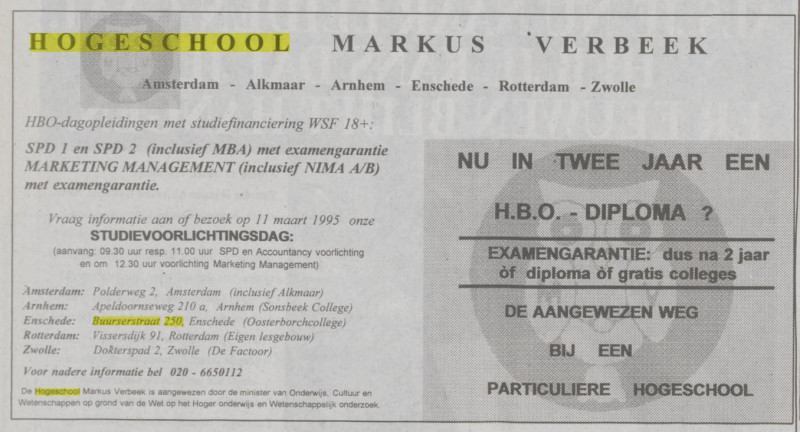 HOGESCHOOL MARKUS VERBEEK
Amsterdam - Alkmaar - Arnhem - Enschede - Rotterdam - Zwolle
HBO-dagopleidingen met studiefinanciering WSF 18+:
SPD 1 en SPD 2 (inclusief MBA) met examengarantie
MARKETING MANAGEMENT (inclusief NIMA A/B)
met examengarantie.
Vraag informatie aan of bezoek op 11 maart 1995 onze
STUDIEVOORLICHTINGSDAG:
(aanvang: 09.30 uur resp. 11.00 uur SPD en Accountancy voorlichting
en om 12.30 uur voorlichting Marketing Management)
Amsterdam: Polderweg 2, Amsterdam (inclusief Alkmaar)
Arnhem: Apeldoornseweg 210 a, Arnhem (Sonsbeek College)
Enschede: Buurserstraat 250, Enschede (Oosterborchcollege)
Rotterdam: Vissersdijk 91, Rotterdam (Eigen lesgebouw)
Zwolle: Dokterspad 2, Zwolle (De Factoor)
Voor nadere informatie bel 020 - 6650112
De Hogeschool Markus Verbeek is aangewezen door de minister van Onderwijs, Cultuur en
Wetenschappen op grond van de Wet op het Hoger onderwijs en Wetenschappelijk onderzoek.
NU IN TWEE JAAR EEN
H.B.O. - DIPLOMA ?
EXAMENGARANTIE: dus na 2 jaar
òf diploma òf gratis colleges
DE AANGEWEZEN WEG
BIJ EEN
PARTICULIERE HOGESCHOOL